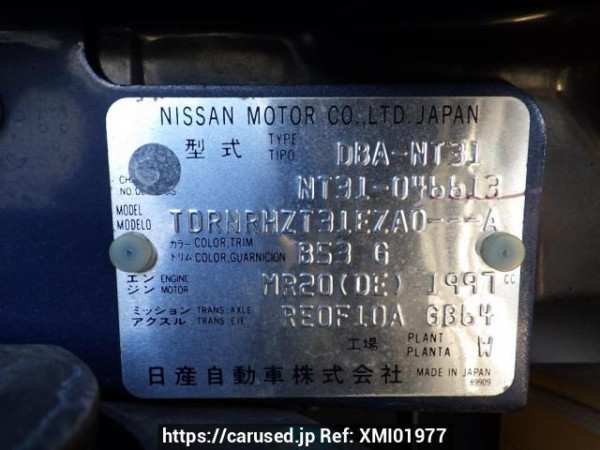 NISSAN MOTOR CO.,LTD. JAPAN
型式 TYPE TIPO DBA-NT31
NT31-046613
MODEL MODELO TDRNRHZT31EZA0---A
カラー COLOR,TRIM トリム COLOR,GUARNICION B53 G
エンジン ENGINE MOTOR MR20(DE) 1997 CC
ミッション TRANS.AXLE アクスル TRANS.EJE RE0F10A GB64
工場 PLANT PLANTA W
日産自動車株式会社 MADE IN JAPAN
89909
https://carused.jp Ref: XMI01977